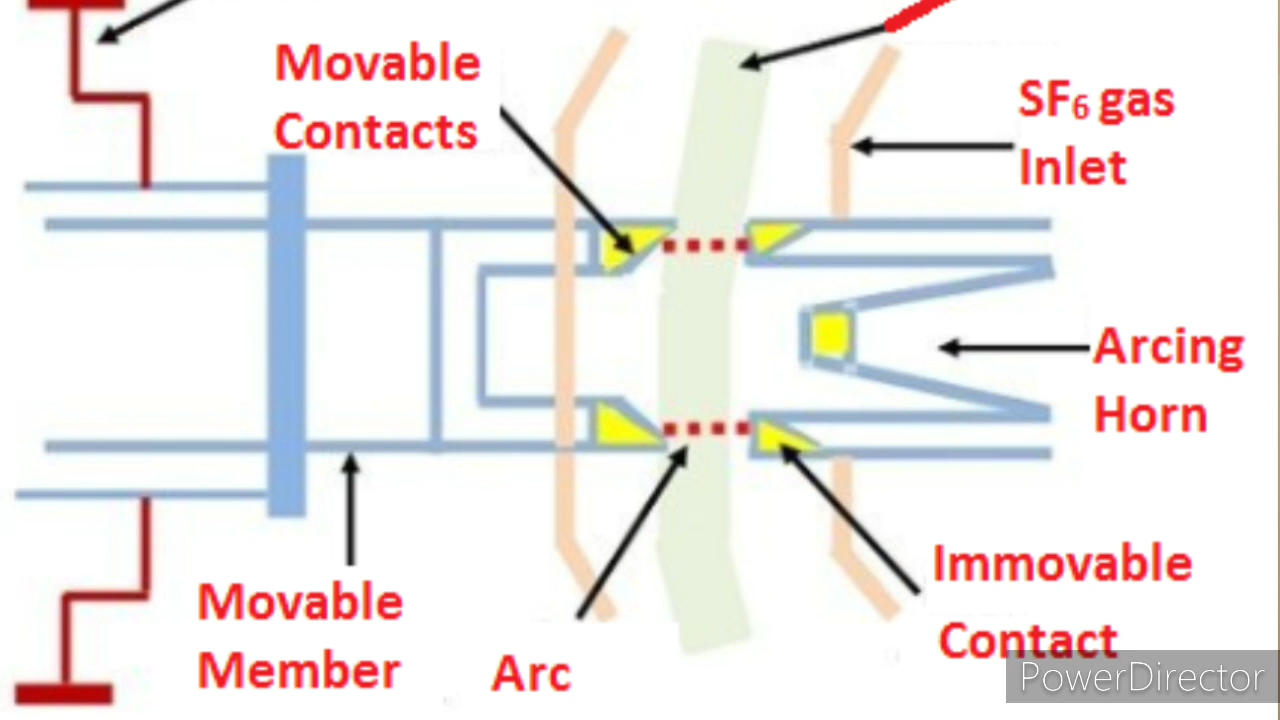 Movable
Contacts
SF₆ gas
Inlet
Arcing
Horn
Immovable
Contact
Movable
Member
Arc
PowerDirector